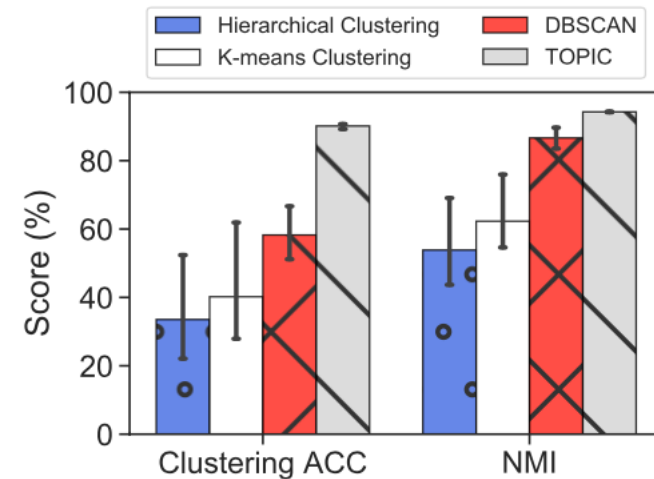 Hierarchical Clustering
DBSCAN
K-means Clustering
TOPIC
100
80
60
40
20
0
Score (%)
Clustering ACC
NMI